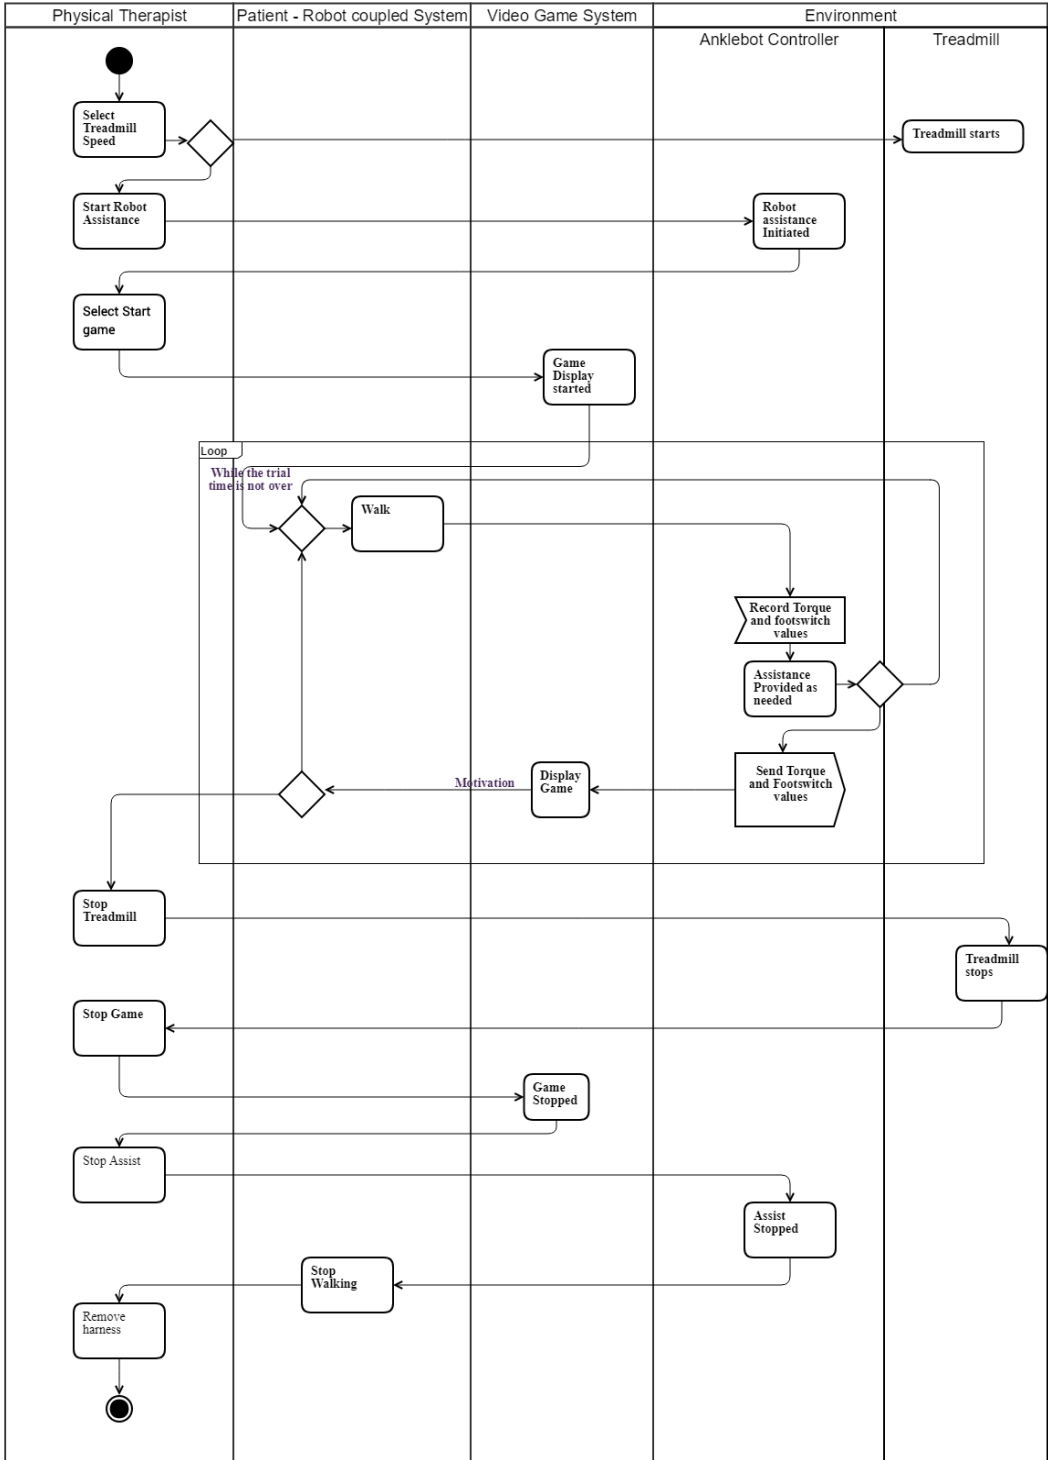 Physical Therapist
Patient - Robot coupled System
Video Game System
Environment
Anklebot Controller
Treadmill
Select
Treadmill
Speed
Treadmill starts
Start Robot
Assistance
Robot
assistance
Initiated
Select Start
game
Game
Display
started
Loop
While the trial
time is not over
Walk
Record Torque
and footswitch
values
Assistance
Provided as
needed
Send Torque
and Footswitch
values
Display
Game
Motivation
Stop
Treadmill
Treadmill
stops
Stop Game
Game
Stopped
Stop Assist
Assist
Stopped
Stop
Walking
Remove
harness